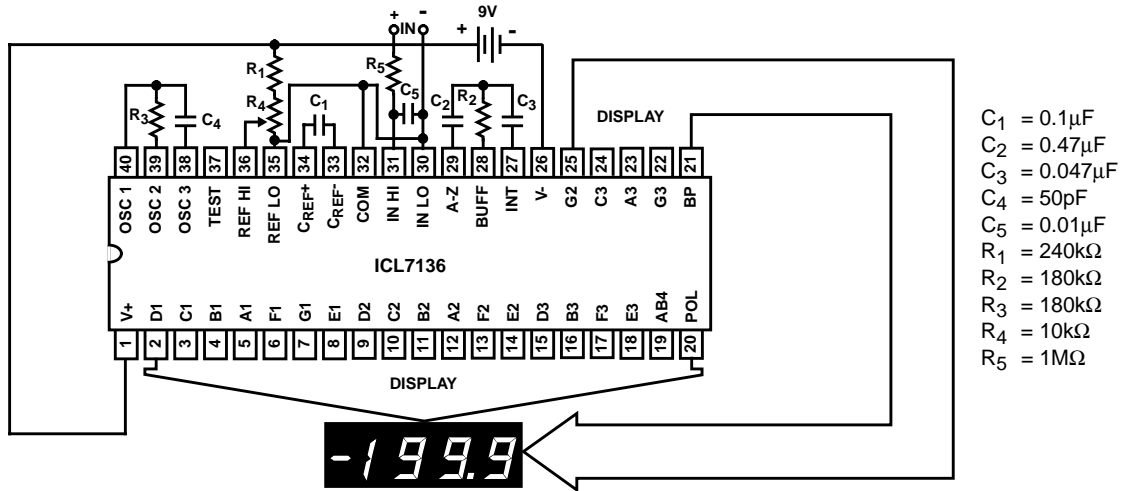 + IN -
+ 9V -
R1
R5
C5
C2 R2 C3
R4 C1
R3 C4
DISPLAY
40 39 38 37 36 35 34 33 32 31 30 29 28 27 26 25 24 23 22 21
OSC 1
OSC 2
OSC 3
TEST
REF HI
REF LO
CREF+
CREF-
COM
IN HI
IN LO
A-Z
BUFF
INT
V-
G2
C3
A3
G3
BP
ICL7136
V+
D1
C1
B1
A1
F1
G1
E1
D2
C2
B2
A2
F2
E2
D3
B3
F3
E3
AB4
POL
1 2 3 4 5 6 7 8 9 10 11 12 13 14 15 16 17 18 19 20
DISPLAY
-199.9
C1 = 0.1μF
C2 = 0.47μF
C3 = 0.047μF
C4 = 50pF
C5 = 0.01μF
R1 = 240kΩ
R2 = 180kΩ
R3 = 180kΩ
R4 = 10kΩ
R5 = 1MΩ